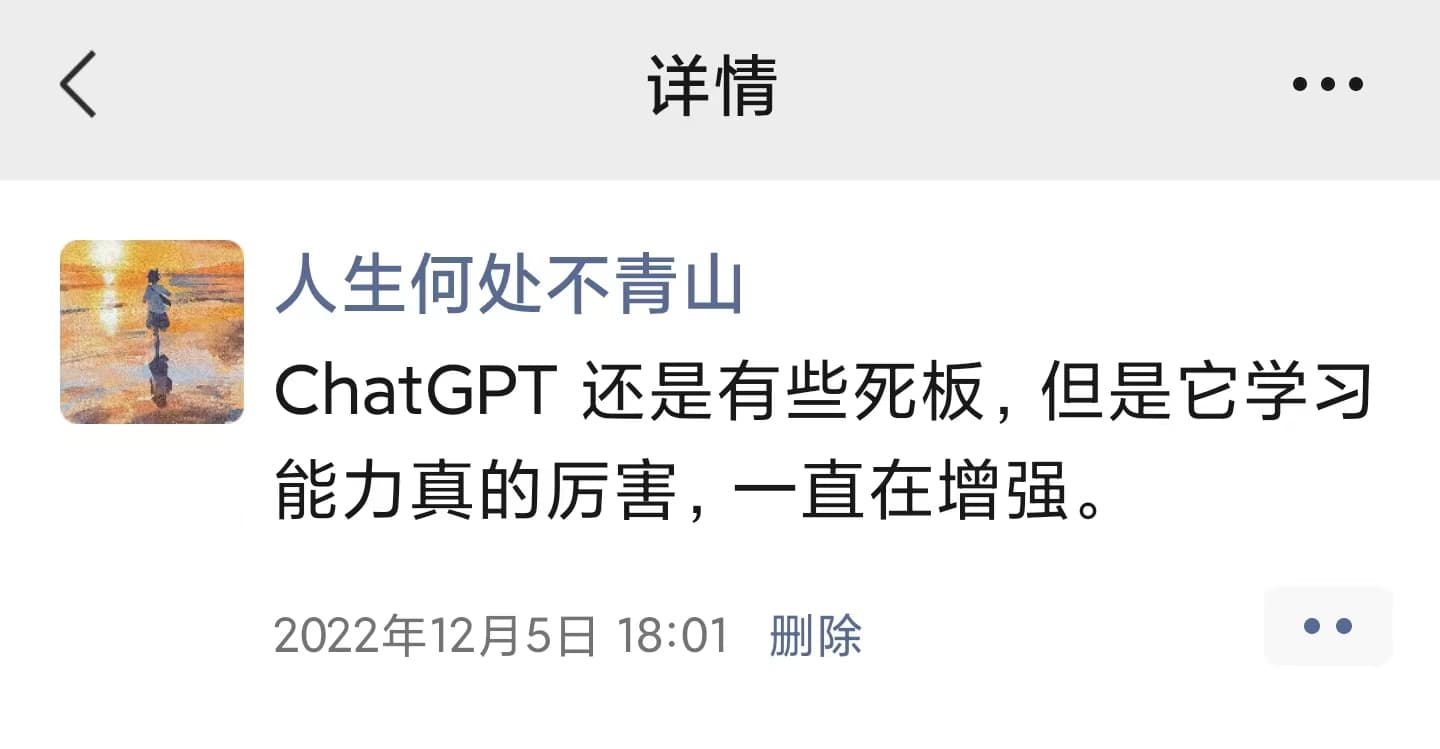 详情
人生何处不青山
ChatGPT 还是有些死板，但是它学习
能力真的厉害，一直在增强。
2022年12月5日 18:01 删除